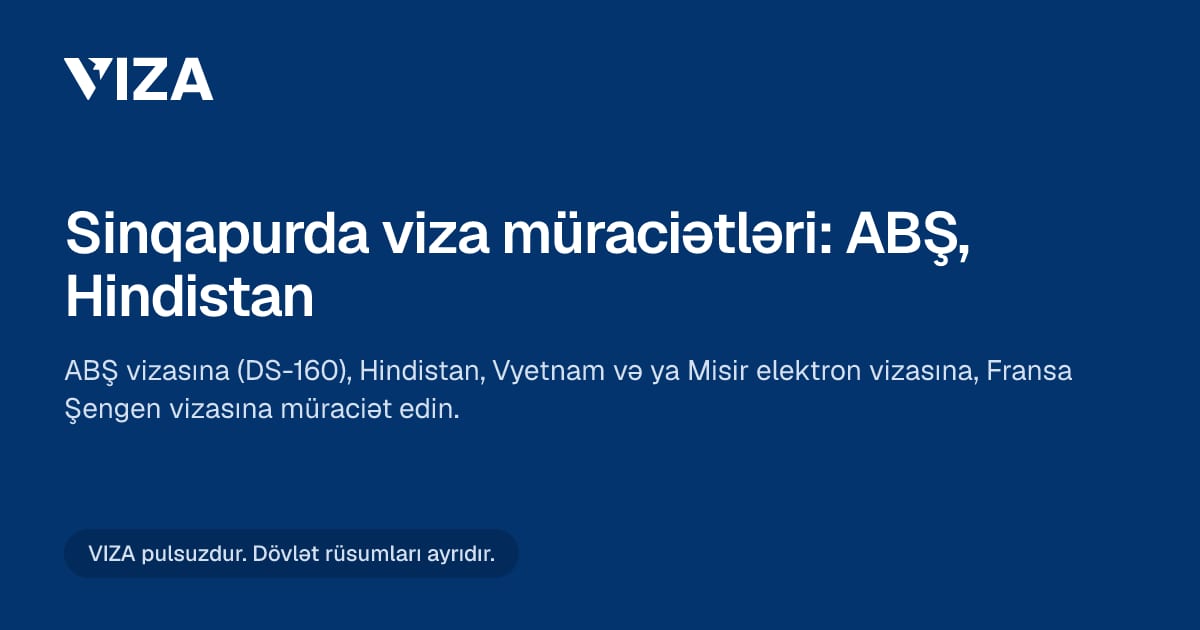 VIZA
Sinqapurda viza müraciətləri: ABŞ,
Hindistan
ABŞ vizasına (DS-160), Hindistan, Vyetnam və ya Misir elektron vizasına, Fransa
Şengen vizasına müraciət edin.
VIZA pulsuzdur. Dövlət rüsumları ayrıdır.